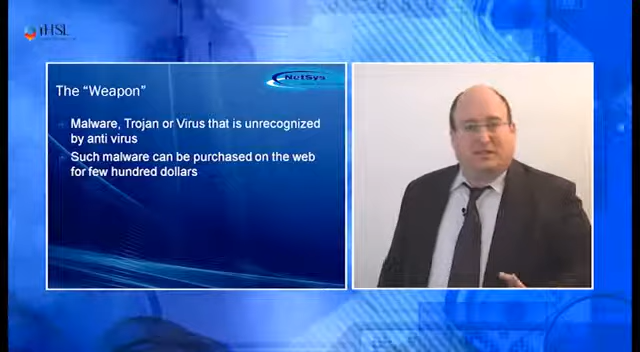 iHSL
NetSys
The “Weapon”
Malware, Trojan or Virus that is unrecognized
by anti virus
Such malware can be purchased on the web
for few hundred dollars